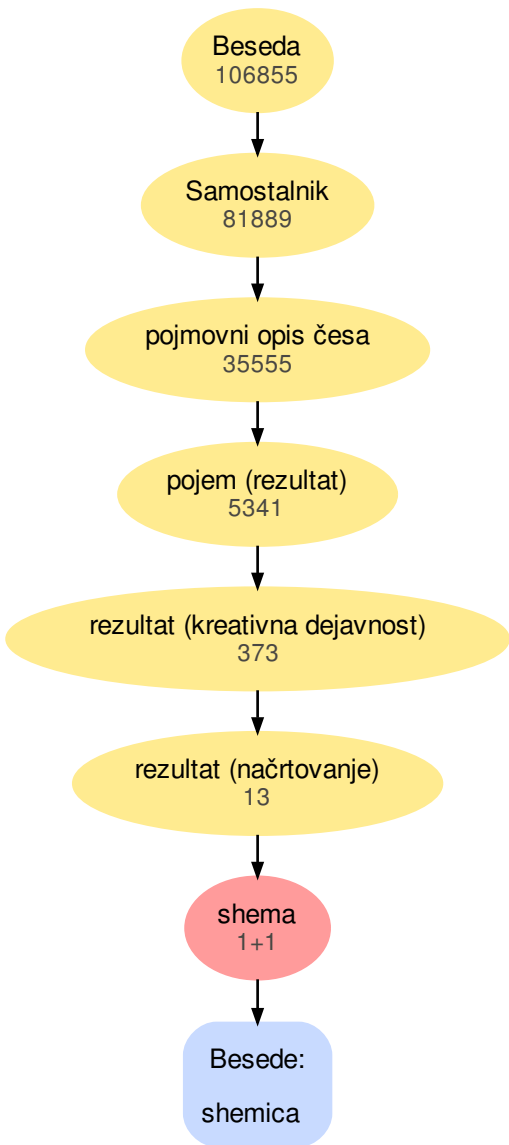 Beseda
106855
Samostalnik
81889
pojmovni opis česa
35555
pojem (rezultat)
5341
rezultat (kreativna dejavnost)
373
rezultat (načrtovanje)
13
shema
1+1
Besede:
shemica